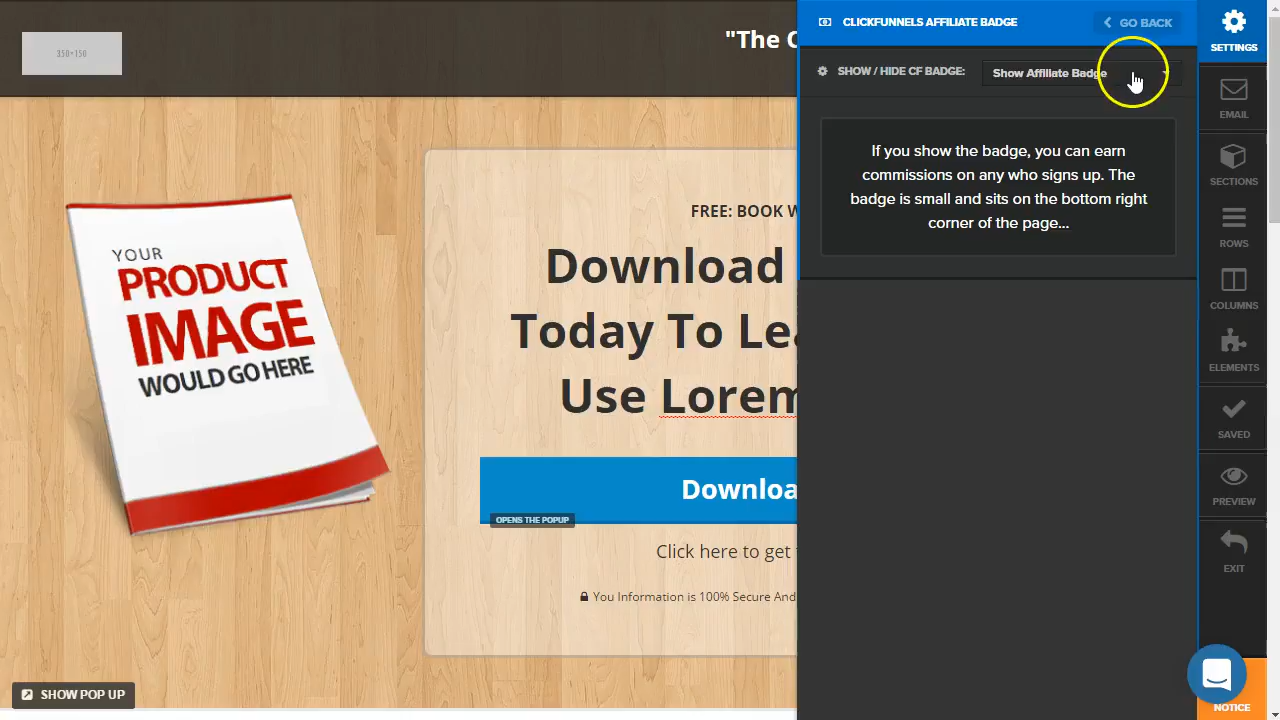 350×150
"The C
CLICKFUNNELS AFFILIATE BADGE
GO BACK
SETTINGS
SHOW / HIDE CF BADGE:
Show Affiliate Badge
EMAIL
If you show the badge, you can earn
commissions on any who signs up. The
badge is small and sits on the bottom right
corner of the page...
SECTIONS
ROWS
COLUMNS
ELEMENTS
SAVED
PREVIEW
EXIT
NOTICE
YOUR
PRODUCT
IMAGE
WOULD GO HERE
FREE: BOOK W
Download
Today To Lea
Use Lorem
Downloa
OPENS THE POPUP
Click here to get
You Information is 100% Secure And
SHOW POP UP